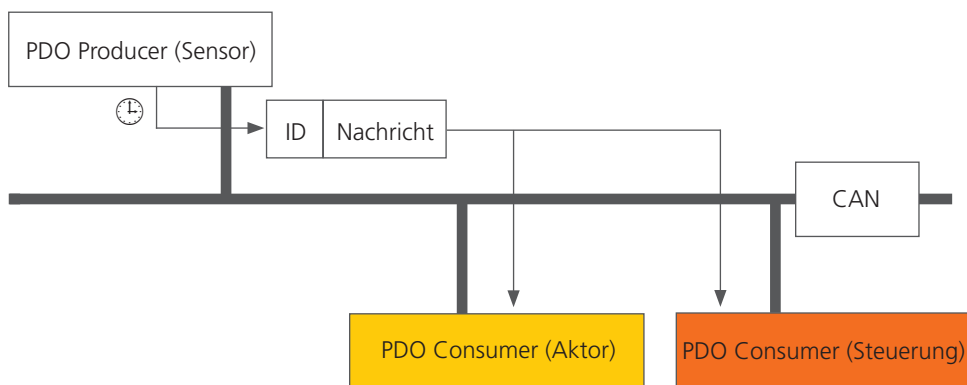 PDO Producer (Sensor)
ID
Nachricht
CAN
PDO Consumer (Aktor)
PDO Consumer (Steuerung)